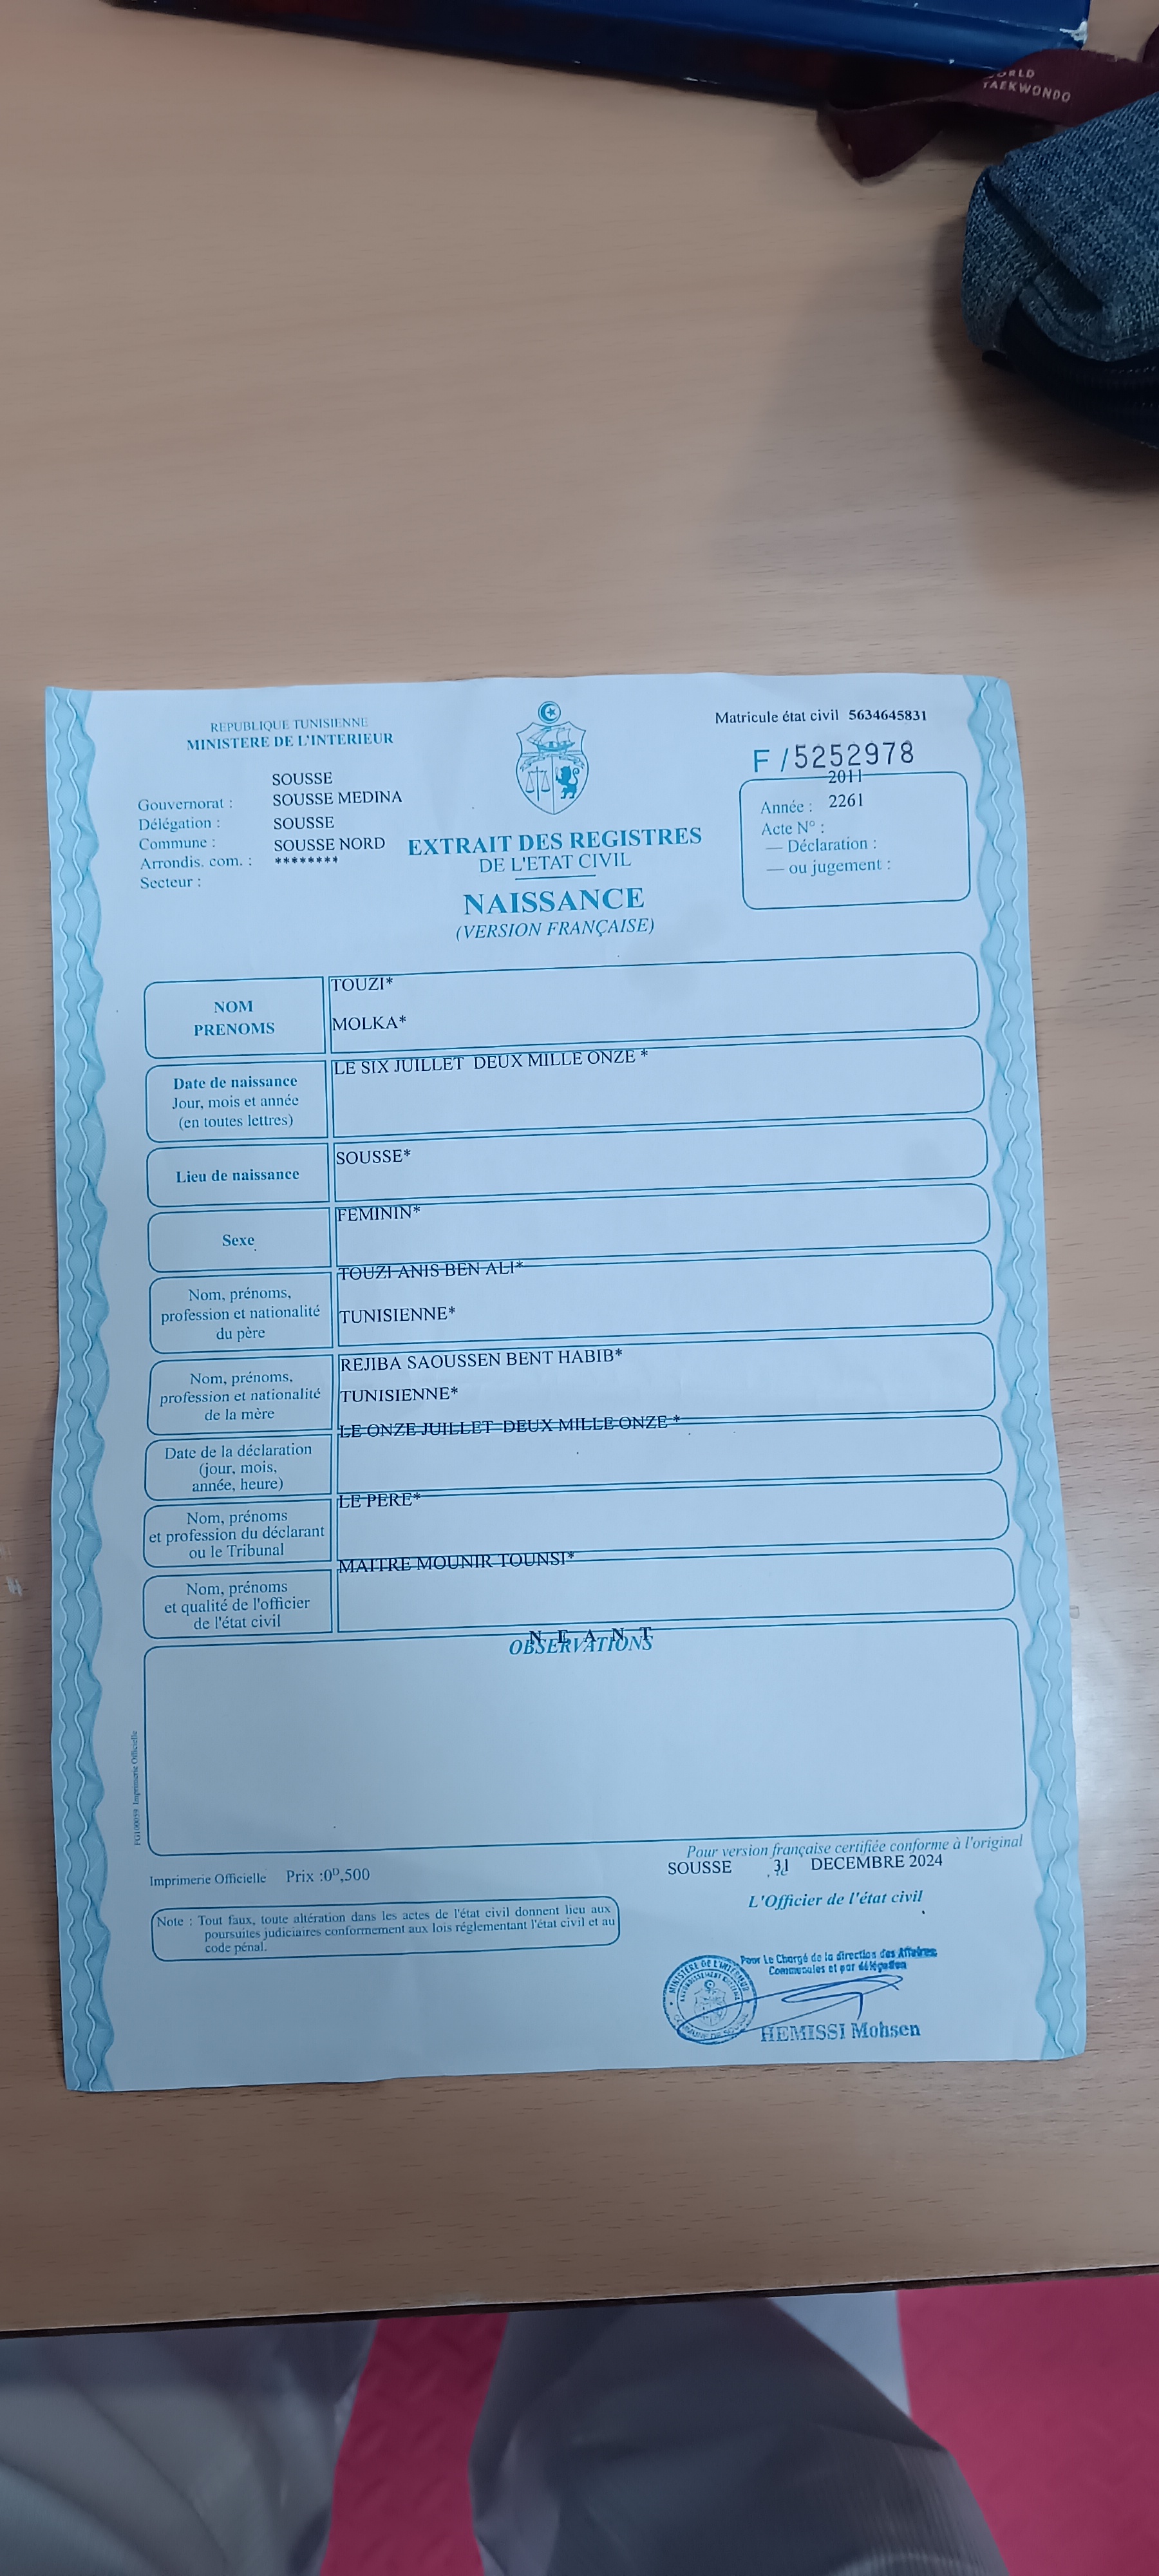 WORLD
TAEKWONDO
REPUBLIQUE TUNISIENNE
MINISTERE DE L'INTERIEUR
Matricule état civil 5634645831
F / 5252978
SOUSSE
Gouvernorat : SOUSSE MEDINA
Délégation : SOUSSE
Commune : SOUSSE NORD
Arrondis. com. : ********
Secteur :
2011
Année : 2261
Acte N° :
— Déclaration :
— ou jugement :
EXTRAIT DES REGISTRES
DE L'ETAT CIVIL
NAISSANCE
(VERSION FRANÇAISE)
NOM
PRENOMS
TOUZI*
MOLKA*
Date de naissance
Jour, mois et année
(en toutes lettres)
LE SIX JUILLET DEUX MILLE ONZE *
Lieu de naissance
SOUSSE*
Sexe
FEMININ*
Nom, prénoms,
profession et nationalité
du père
TOUZI ANIS BEN ALI*
TUNISIENNE*
Nom, prénoms,
profession et nationalité
de la mère
REJIBA SAOUSSEN BENT HABIB*
TUNISIENNE*
Date de la déclaration
(jour, mois,
année, heure)
LE ONZE JUILLET DEUX MILLE ONZE *
Nom, prénoms
et profession du déclarant
ou le Tribunal
LE PERE*
Nom, prénoms
et qualité de l'officier
de l'état civil
MAITRE MOUNIR TOUNSI*
N E A N T
OBSERVATIONS
Imprimerie Officielle
Pour version française certifiée conforme à l'original
SOUSSE 31 DECEMBRE 2024
Imprimerie Officielle Prix :0ᴰ,500
L'Officier de l'état civil
Note : Tout faux, toute altération dans les actes de l'état civil donnent lieu aux
poursuites judiciaires conformement aux lois réglementant l'état civil et au
code pénal.
Pour Le Chargé de la direction des Affaires
Communales et par délégation
MINISTERE DE L'INTERIEUR
COMMUNE DE SOUSSE
HEMISSI Mohsen